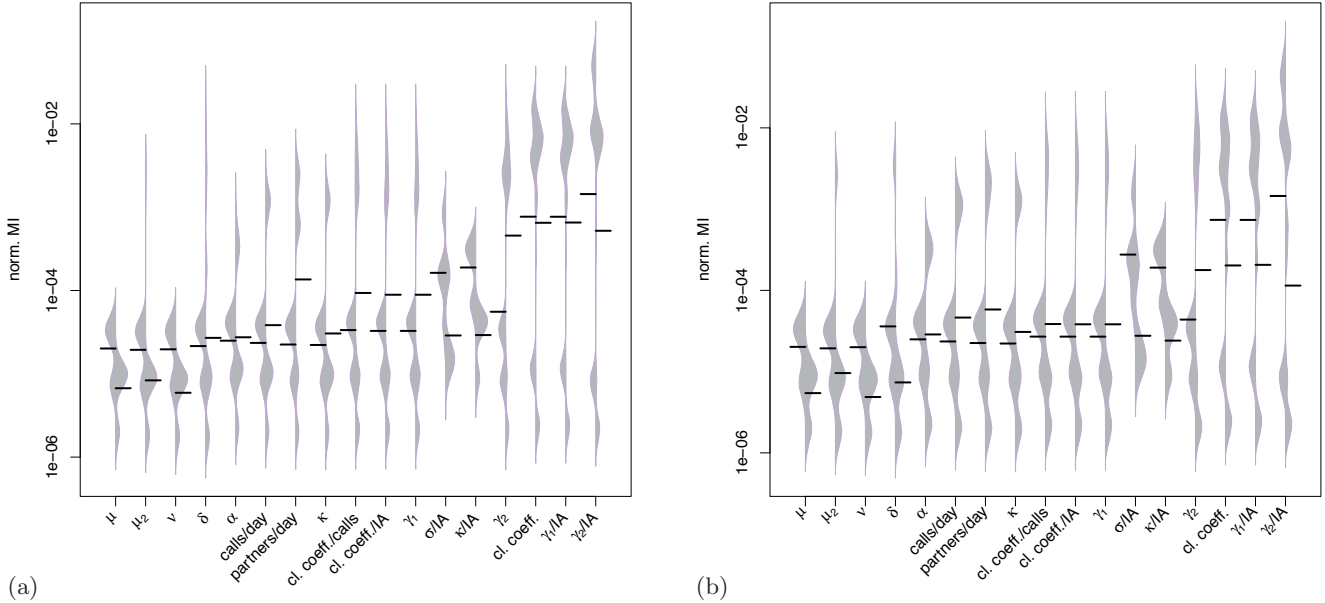 norm. MI
1e-02
1e-04
1e-06
μ
μ₂
ν
δ
α
calls/day
partners/day
κ
cl. coeff./calls
cl. coeff./IA
γ₁
σ/IA
κ/IA
γ₂
cl. coeff.
γ₁/IA
γ₂/IA
(a)
norm. MI
1e-02
1e-04
1e-06
μ
μ₂
ν
δ
α
calls/day
partners/day
κ
cl. coeff./calls
cl. coeff./IA
γ₁
σ/IA
κ/IA
γ₂
cl. coeff.
γ₁/IA
γ₂/IA
(b)